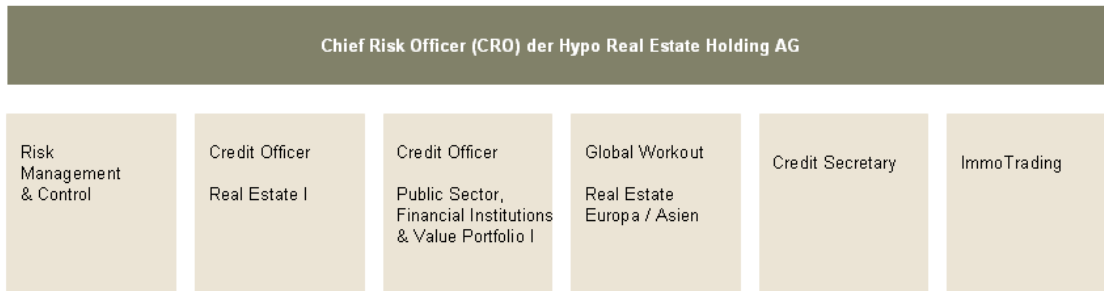 Chief Risk Officer (CRO) der Hypo Real Estate Holding AG
Risk
Management
& Control
Credit Officer
Real Estate I
Credit Officer
Public Sector,
Financial Institutions
& Value Portfolio I
Global Workout
Real Estate
Europa / Asien
Credit Secretary
ImmoTrading